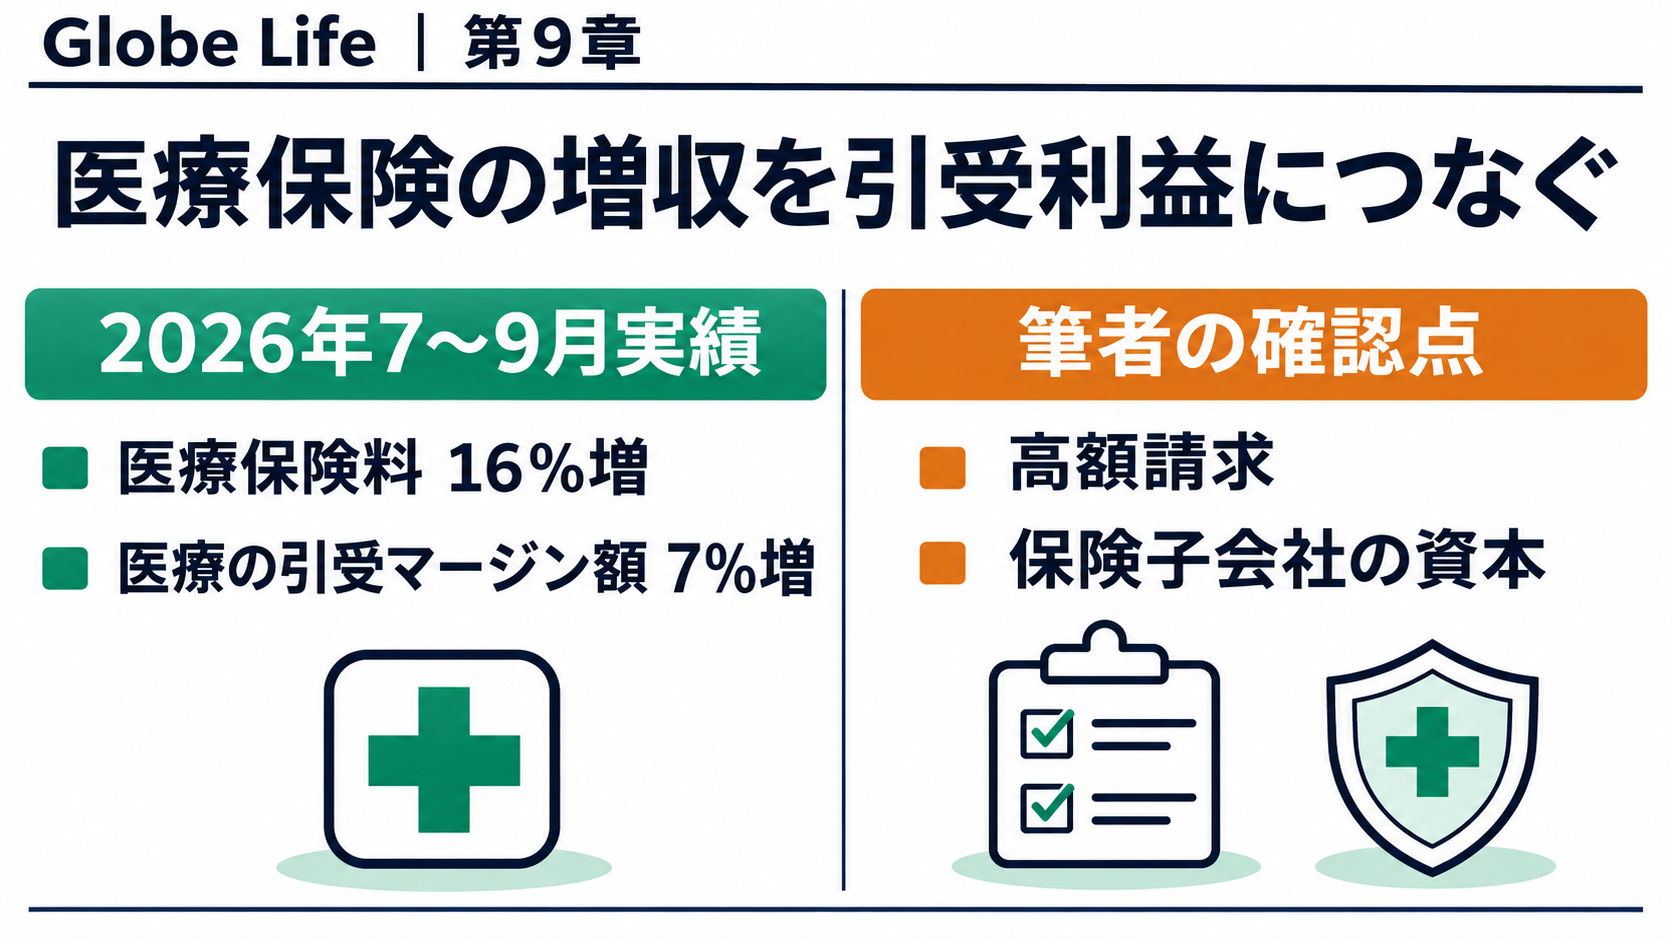 Globe Life | 第9章
医療保険の増収を引受利益につなぐ
2026年7～9月実績
医療保険料 16%増
医療の引受マージン額 7%増
筆者の確認点
高額請求
保険子会社の資本